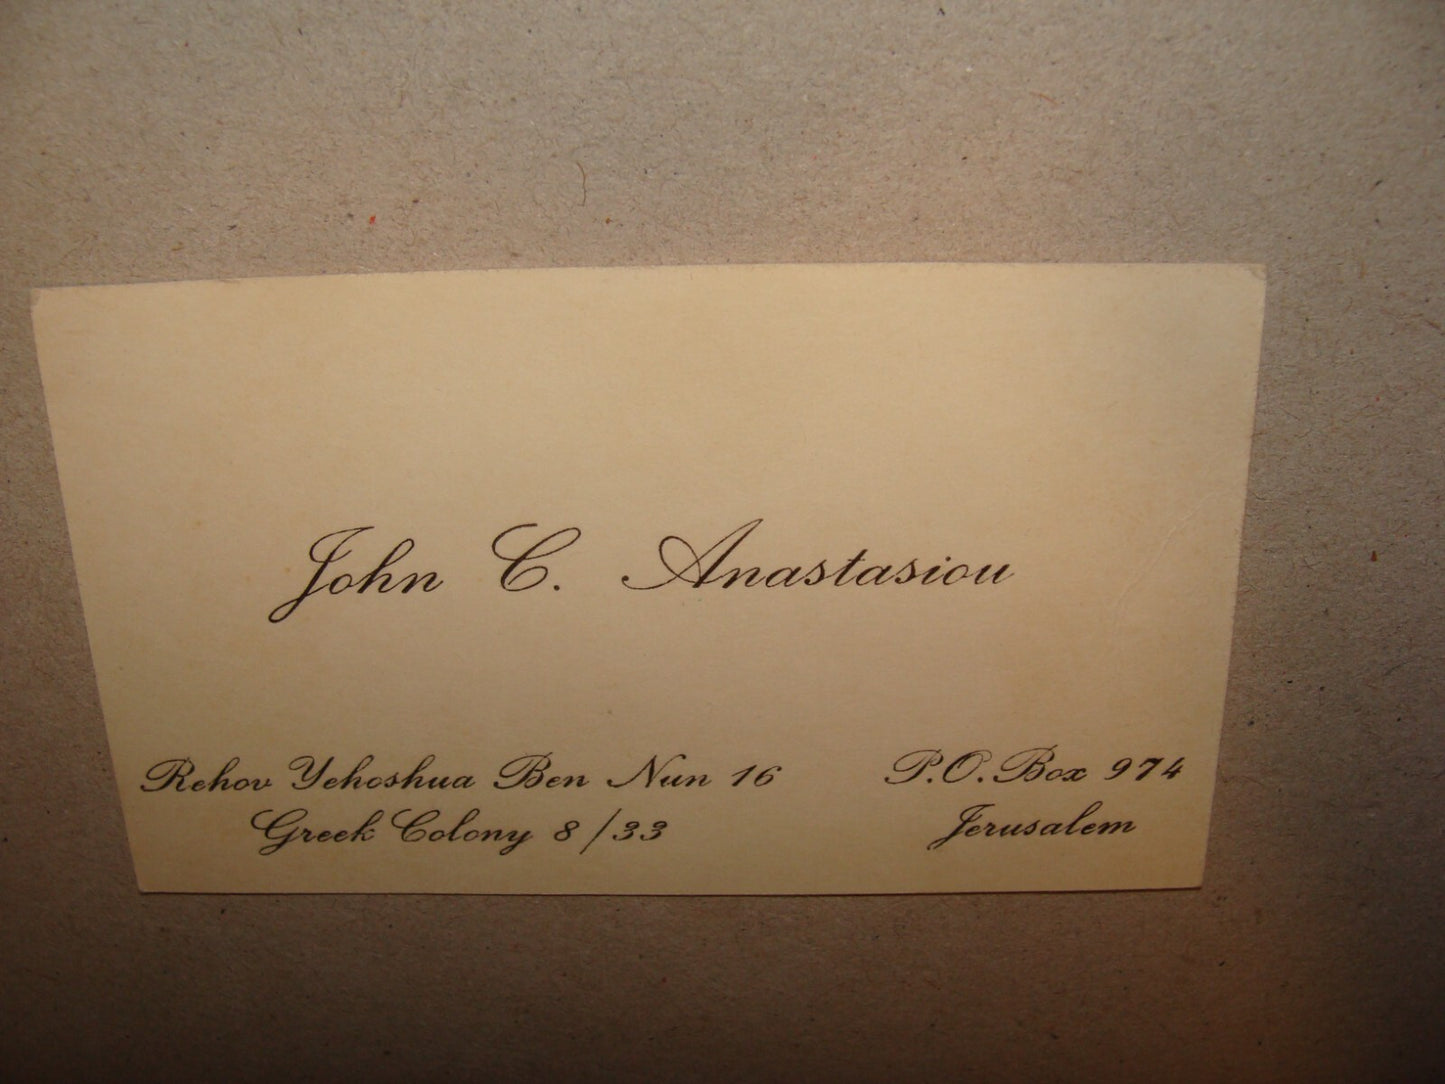 John C. Anastasiou
Rehov Yehoshua Ben Nun 16
Greek Colony 8/33
P.O. Box 974
Jerusalem